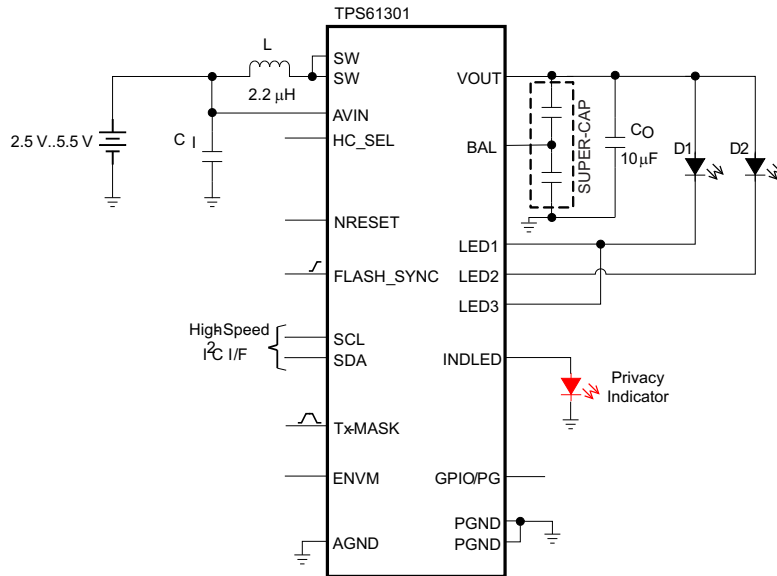 TPS61301
L
SW
SW
2.2 µH
AVIN
HC_SEL
2.5 V..5.5 V
C I
NRESET
FLASH_SYNC
High-Speed
I2C I/F
SCL
SDA
Tx-MASK
ENVM
AGND
VOUT
BAL
SUPER-CAP
CO
10 µF
D1
D2
LED1
LED2
LED3
INDLED
Privacy
Indicator
GPIO/PG
PGND
PGND